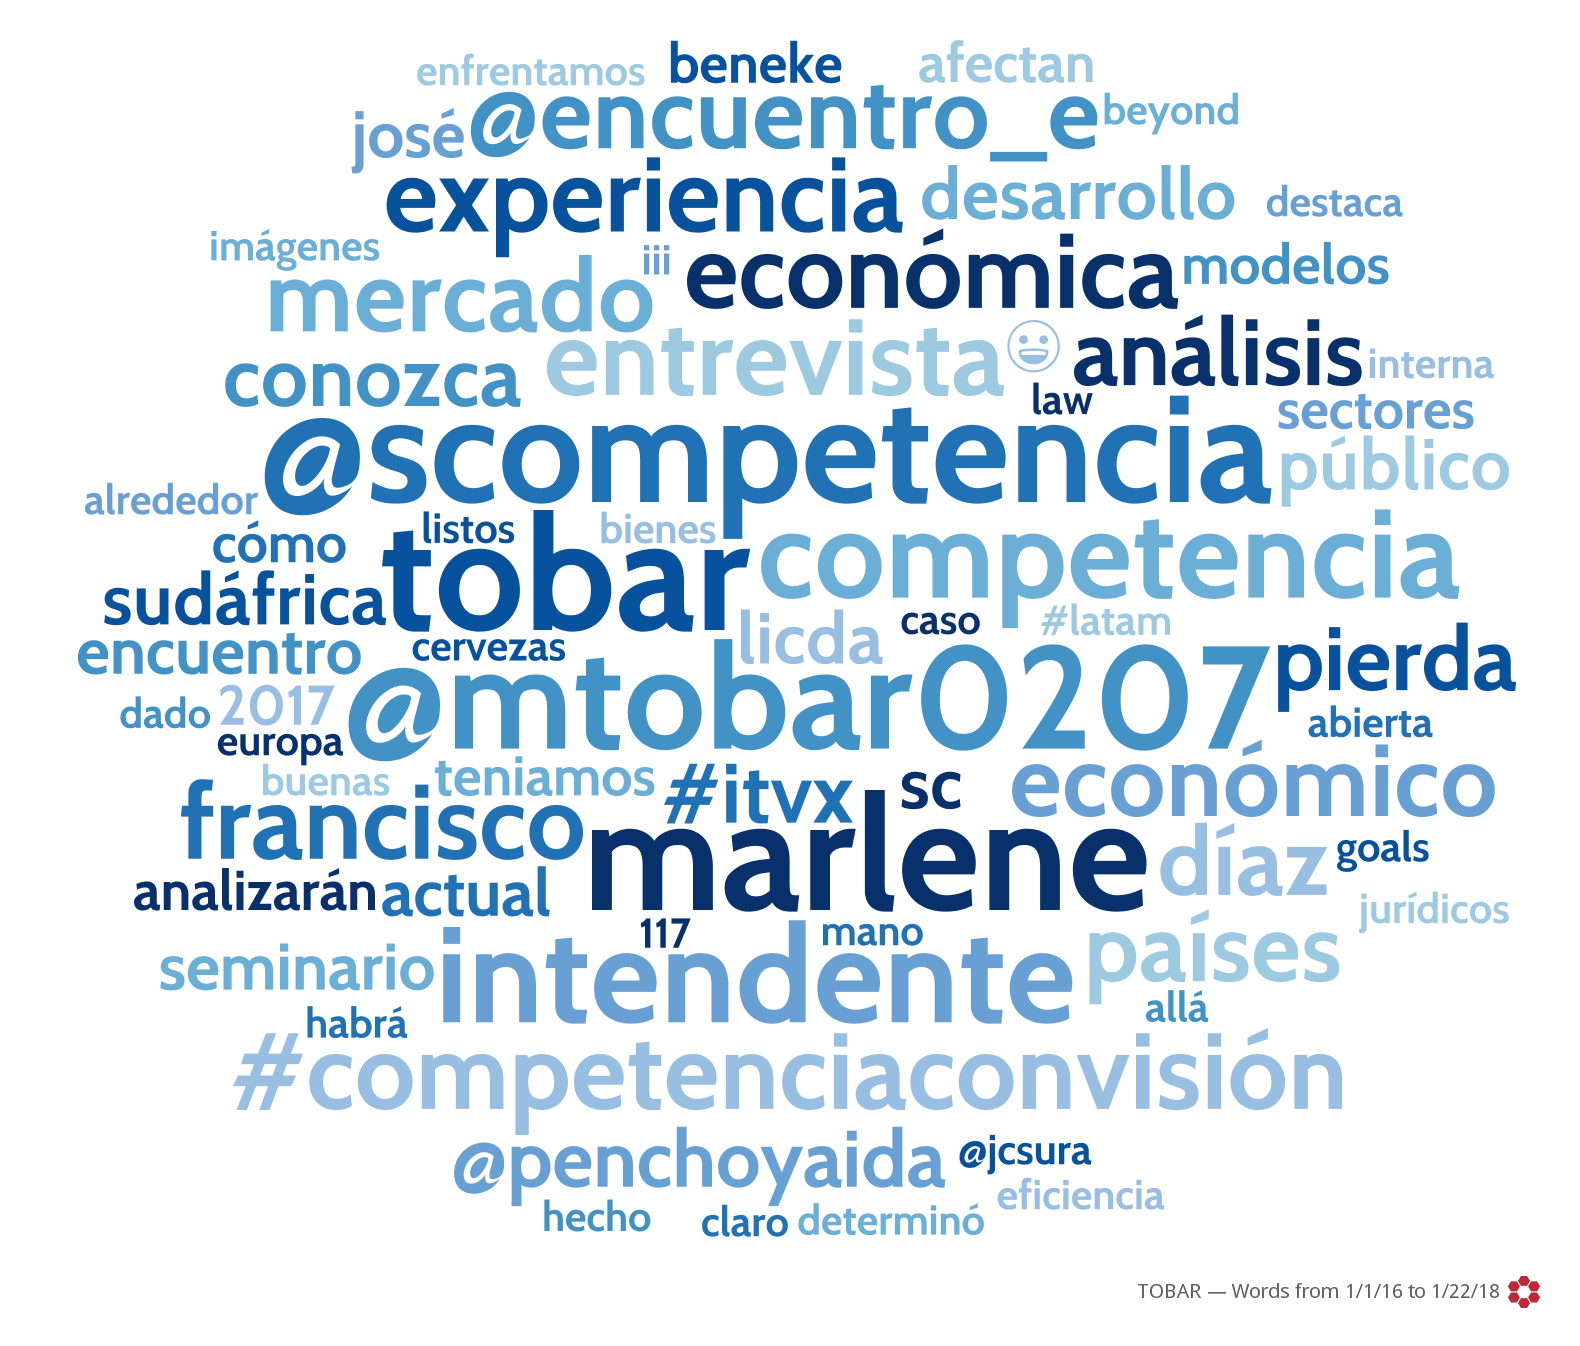 enfrentamos beneke afectan
josé @encuentro_e beyond
experiencia desarrollo destaca
imágenes iii económica modelos
mercado
entrevista análisis interna
conozca law sectores
@scompetencia público
alrededor
listos bienes
cómo tobar competencia
sudáfrica
licda caso #latam
encuentro cervezas pierda
dado 2017 @mtobar0207 abierta
europa
buenas teniamos #itvx sc económico
francisco marlene díaz goals
analizarán actual jurídicos
117 mano
seminario intendente países
habrá allá
#competenciaconvisión
@penchoyaida @jcsura
eficiencia
hecho claro determinó
TOBAR — Words from 1/1/16 to 1/22/18